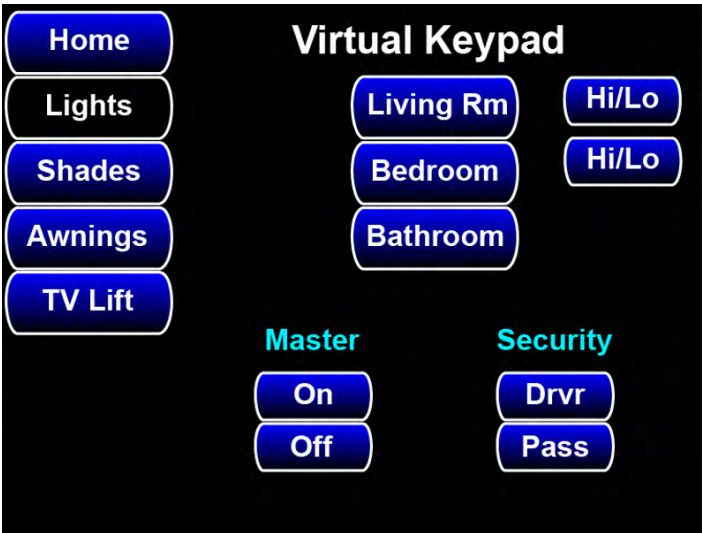 Virtual Keypad
Home
Lights
Shades
Awnings
TV Lift
Living Rm
Hi/Lo
Bedroom
Hi/Lo
Bathroom
Master
On
Off
Security
Drvr
Pass